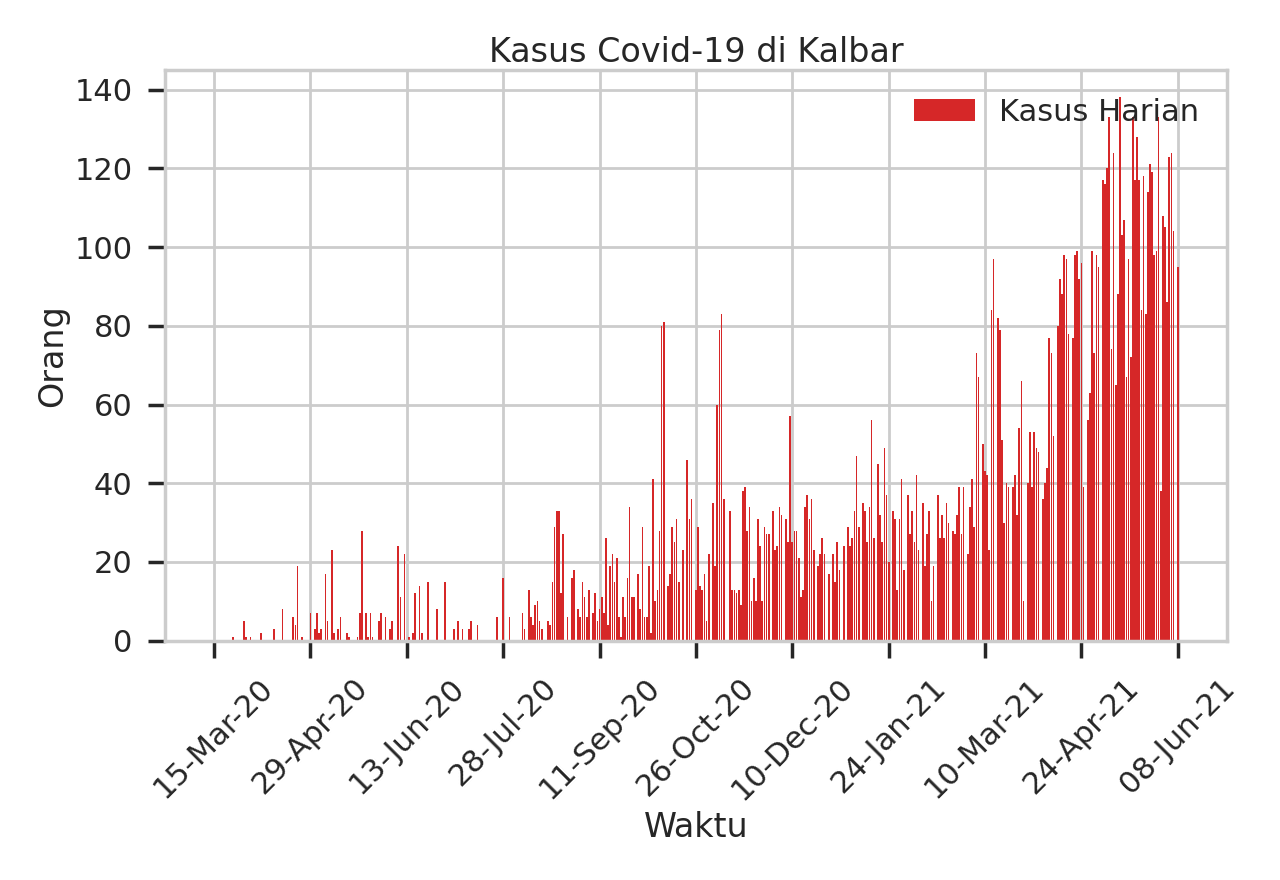 Kasus Covid-19 di Kalbar
Kasus Harian
Orang
140
120
100
80
60
40
20
0
15-Mar-20
29-Apr-20
13-Jun-20
28-Jul-20
11-Sep-20
26-Oct-20
10-Dec-20
24-Jan-21
10-Mar-21
24-Apr-21
08-Jun-21
Waktu